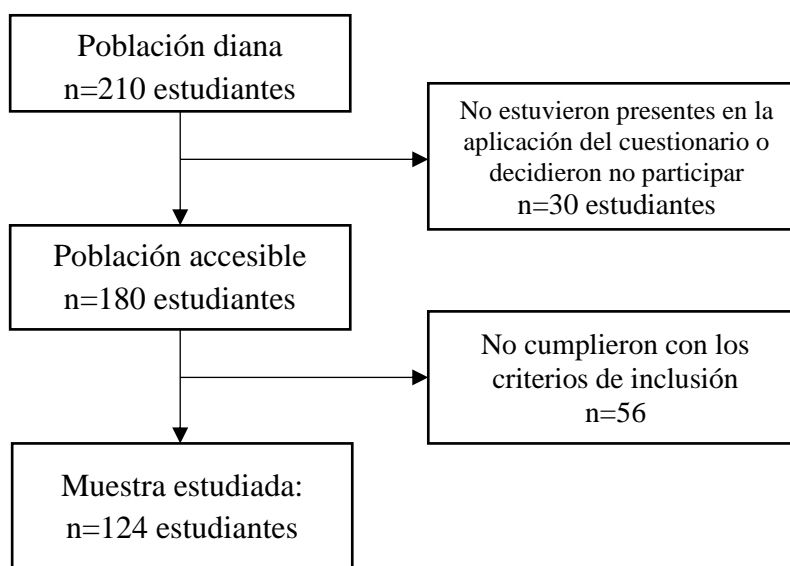 Población diana
n=210 estudiantes
No estuvieron presentes en la
aplicación del cuestionario o
decidieron no participar
n=30 estudiantes
Población accesible
n=180 estudiantes
No cumplieron con los
criterios de inclusión
n=56
Muestra estudiada:
n=124 estudiantes